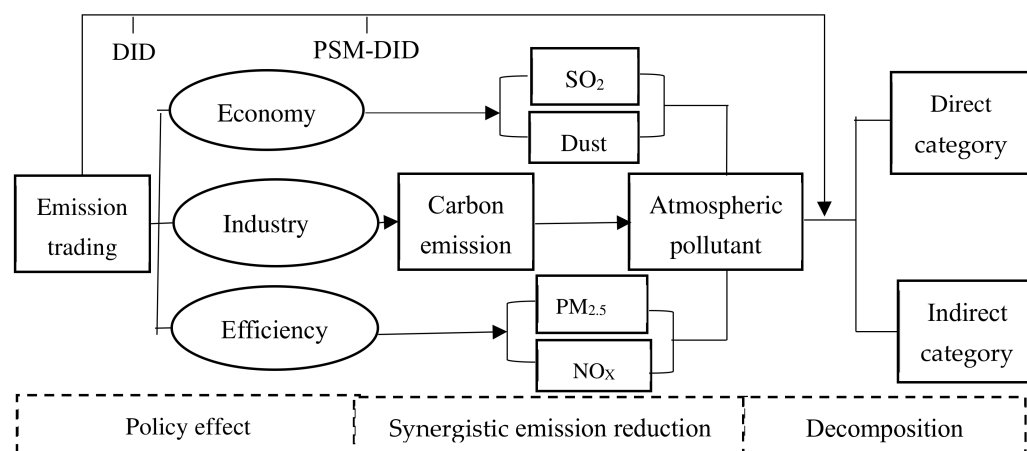 DID
PSM-DID
Economy
SO2
Dust
Direct
category
Emission
trading
Industry
Carbon
emission
Atmospheric
pollutant
Efficiency
PM2.5
NOX
Indirect
category
Policy effect
Synergistic emission reduction
Decomposition